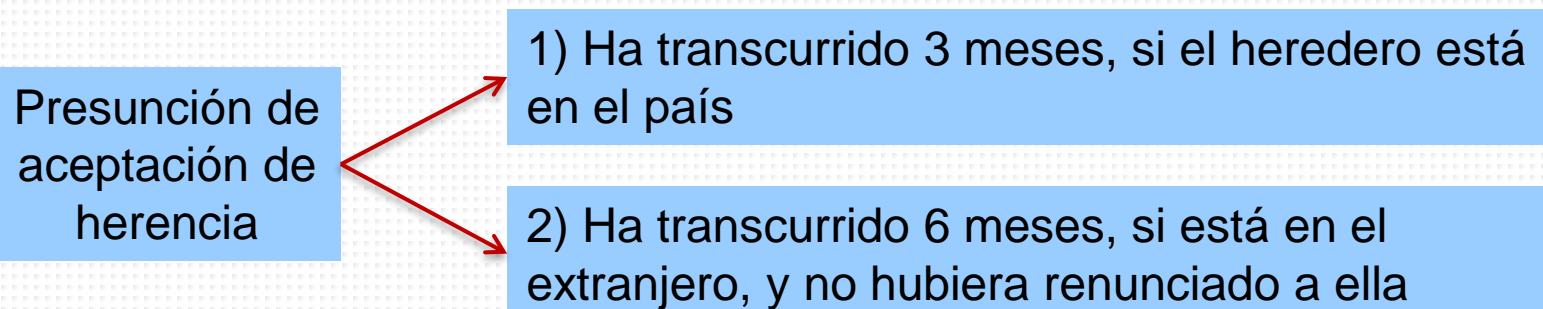 Presunción de
aceptación de
herencia
1) Ha transcurrido 3 meses, si el heredero está
en el país
2) Ha transcurrido 6 meses, si está en el
extranjero, y no hubiera renunciado a ella